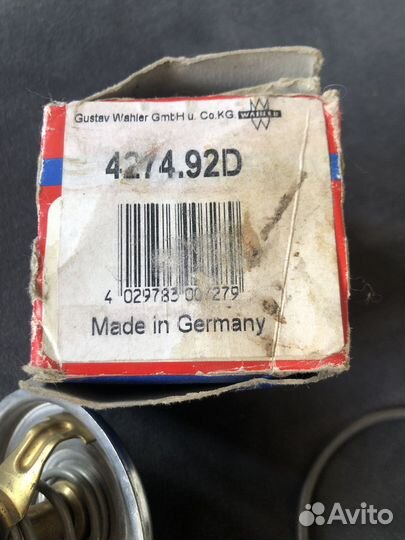 Gustav Wahler GmbH u. Co.KG WAHLER
4274.92D
4 029783 007279
Made in Germany
Avito